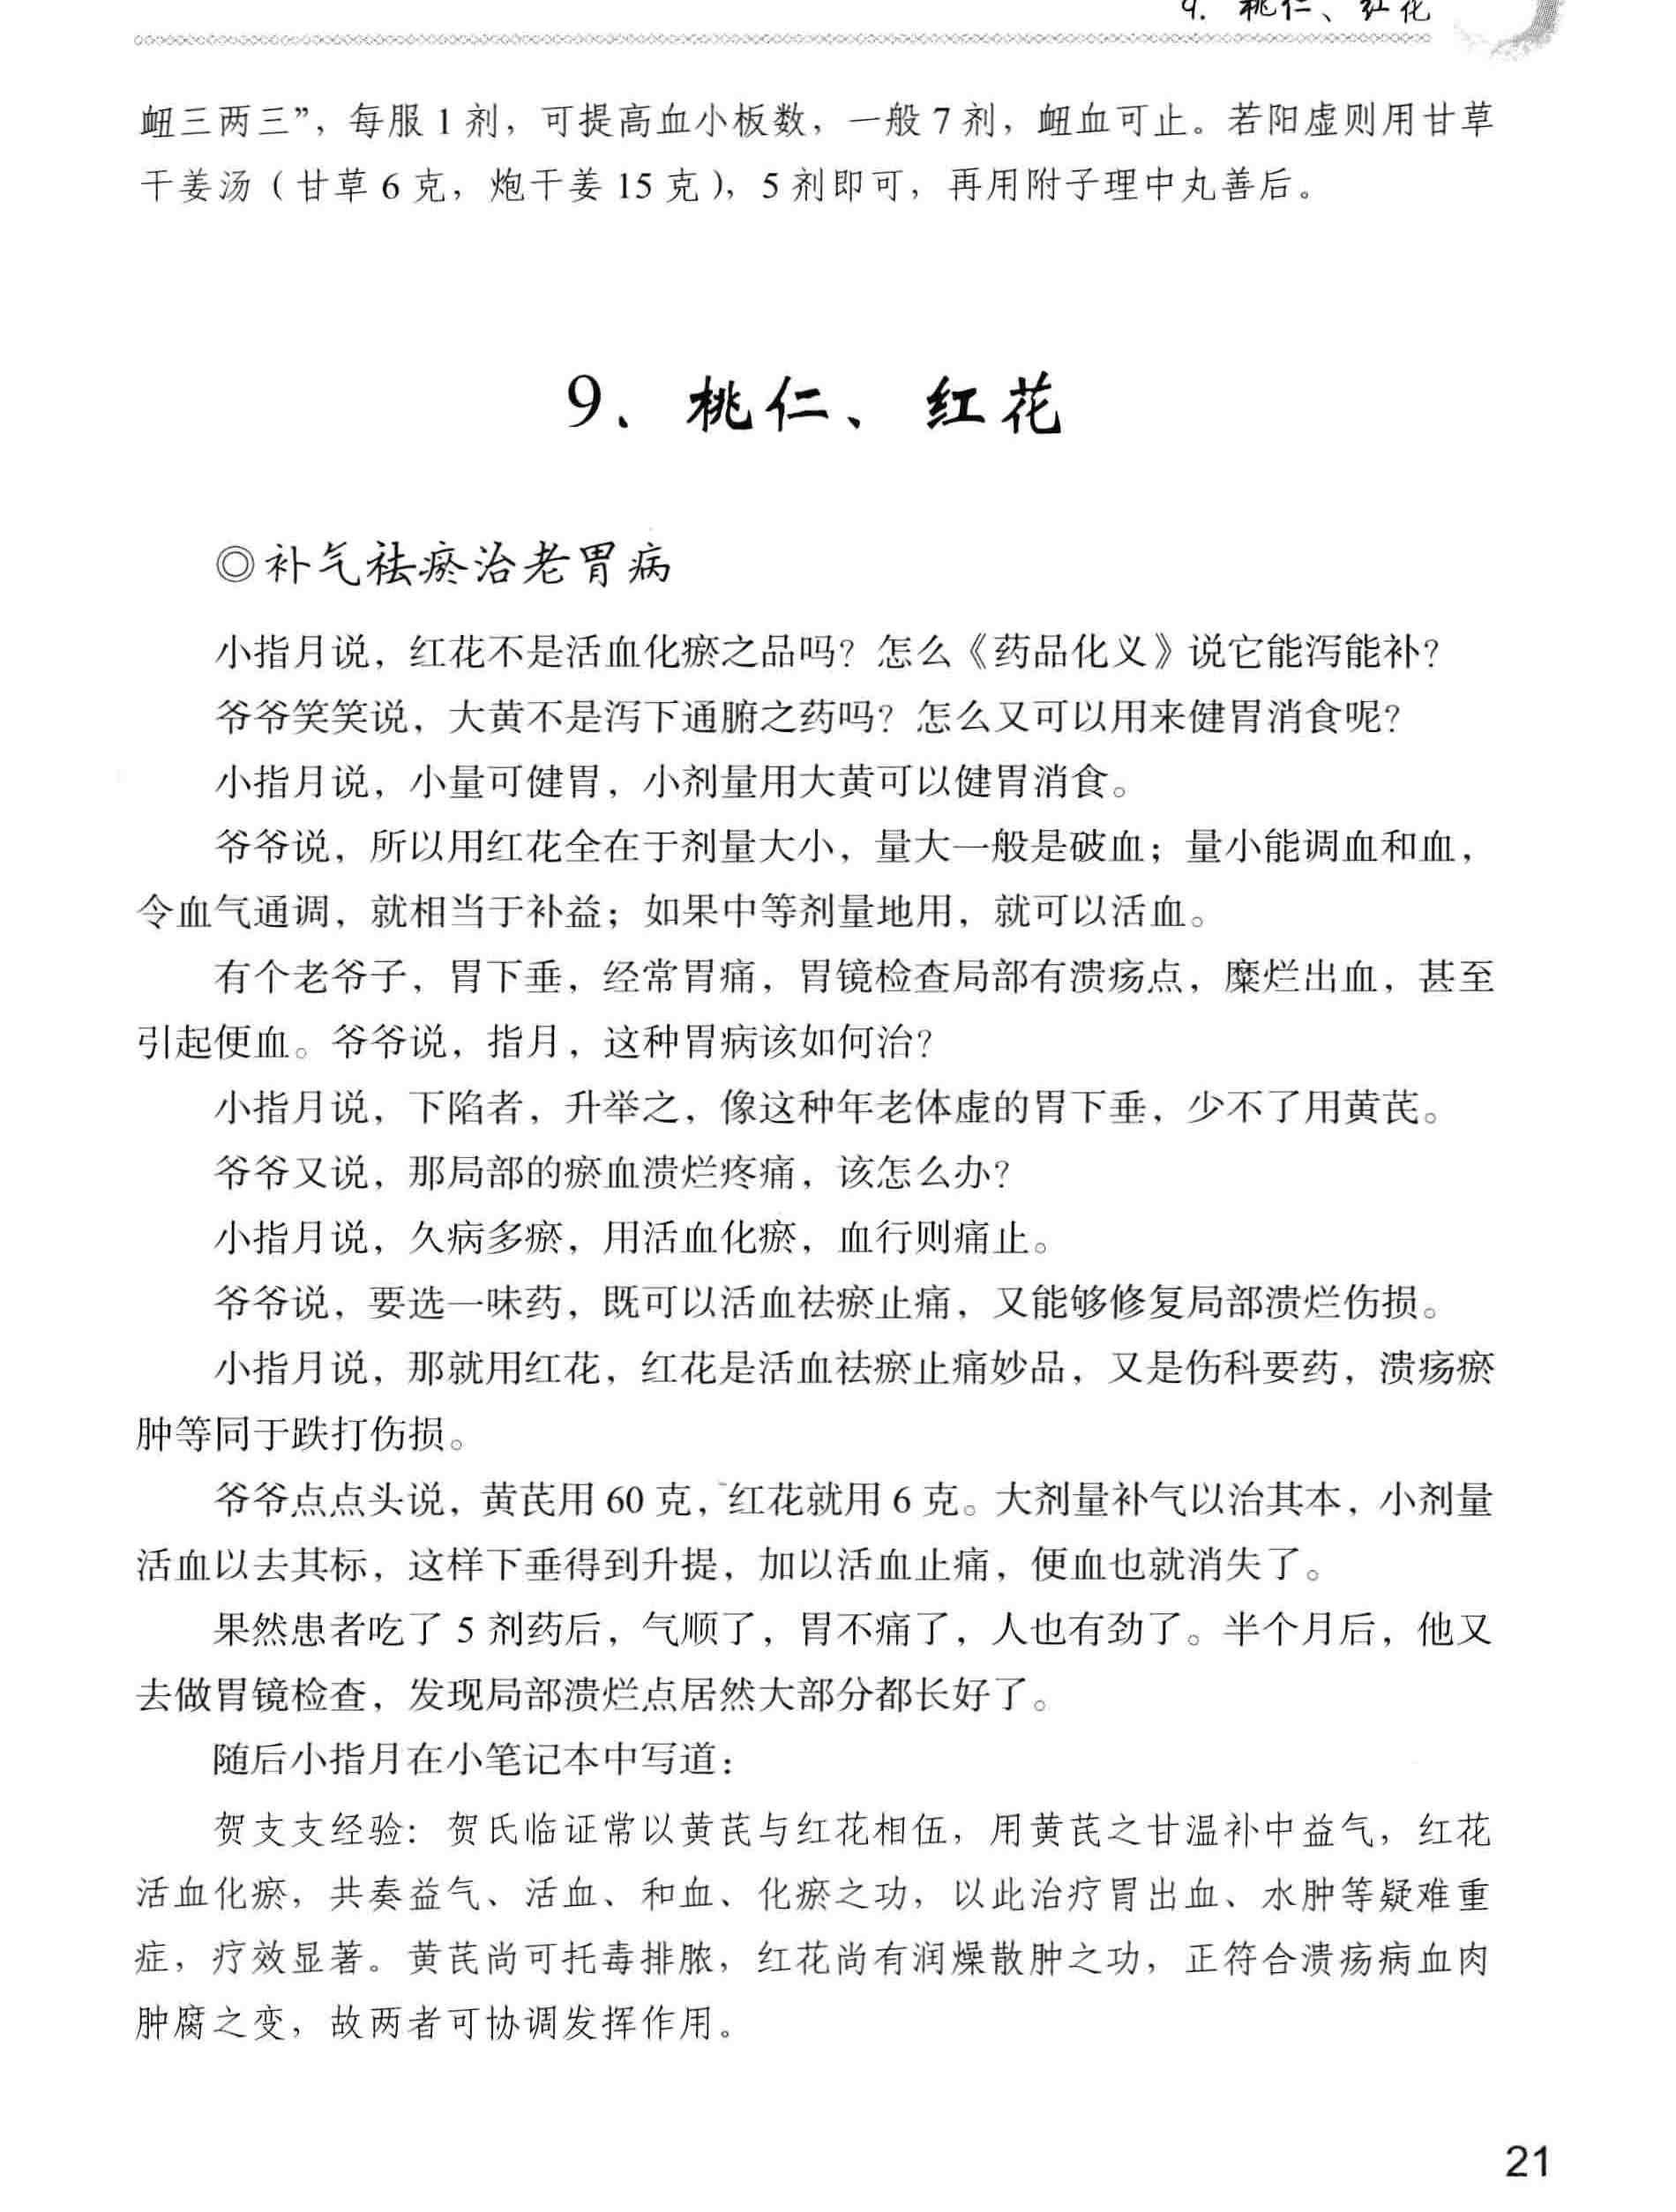 9. 桃仁、红花
衄三两三”，每服 1 剂，可提高血小板数，一般 7 剂，衄血可止。若阳虚则用甘草
干姜汤（甘草 6 克，炮干姜 15 克），5 剂即可，再用附子理中丸善后。
9. 桃仁、红花
◎补气祛瘀治老胃病
小指月说，红花不是活血化瘀之品吗？怎么《药品化义》说它能泻能补？
爷爷笑笑说，大黄不是泻下通腑之药吗？怎么又可以用来健胃消食呢？
小指月说，小量可健胃，小剂量用大黄可以健胃消食。
爷爷说，所以用红花全在于剂量大小，量大一般是破血；量小能调血和血，
令血气通调，就相当于补益；如果中等剂量地用，就可以活血。
有个老爷子，胃下垂，经常胃痛，胃镜检查局部有溃疡点，糜烂出血，甚至
引起便血。爷爷说，指月，这种胃病该如何治？
小指月说，下陷者，升举之，像这种年老体虚的胃下垂，少不了用黄芪。
爷爷又说，那局部的瘀血溃烂疼痛，该怎么办？
小指月说，久病多瘀，用活血化瘀，血行则痛止。
爷爷说，要选一味药，既可以活血祛瘀止痛，又能够修复局部溃烂伤损。
小指月说，那就用红花，红花是活血祛瘀止痛妙品，又是伤科要药，溃疡瘀
肿等同于跌打伤损。
爷爷点点头说，黄芪用 60 克，红花就用 6 克。大剂量补气以治其本，小剂量
活血以去其标，这样下垂得到升提，加以活血止痛，便血也就消失了。
果然患者吃了 5 剂药后，气顺了，胃不痛了，人也有劲了。半个月后，他又
去做胃镜检查，发现局部溃烂点居然大部分都长好了。
随后小指月在小笔记本中写道：
贺支支经验：贺氏临证常以黄芪与红花相伍，用黄芪之甘温补中益气，红花
活血化瘀，共奏益气、活血、和血、化瘀之功，以此治疗胃出血、水肿等疑难重
症，疗效显著。黄芪尚可托毒排脓，红花尚有润燥散肿之功，正符合溃疡病血肉
肿腐之变，故两者可协调发挥作用。
21